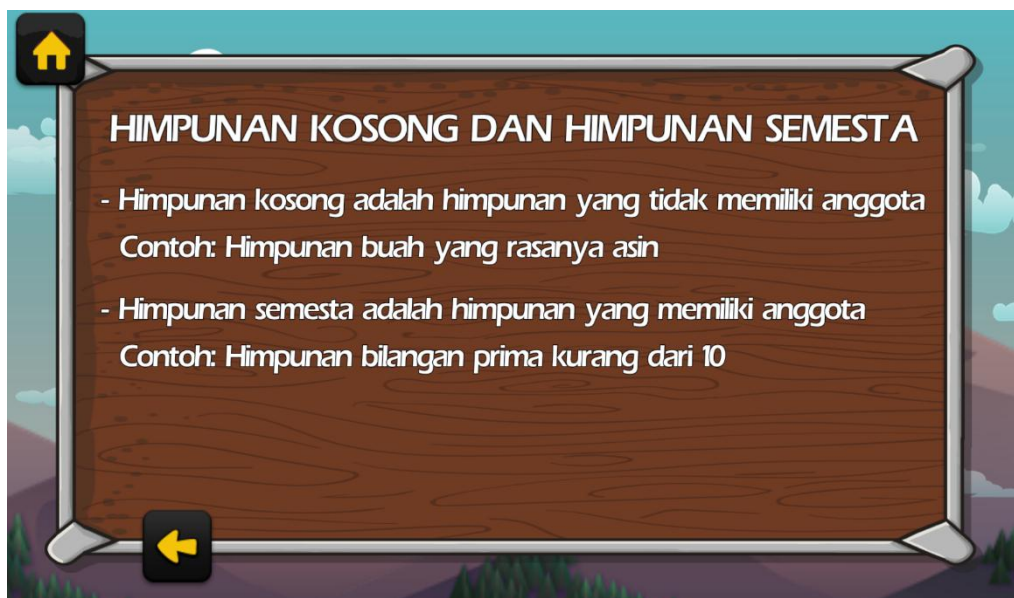 HIMPUNAN KOSONG DAN HIMPUNAN SEMESTA
- Himpunan kosong adalah himpunan yang tidak memiliki anggota
Contoh: Himpunan buah yang rasanya asin
- Himpunan semesta adalah himpunan yang memiliki anggota
Contoh: Himpunan bilangan prima kurang dari 10